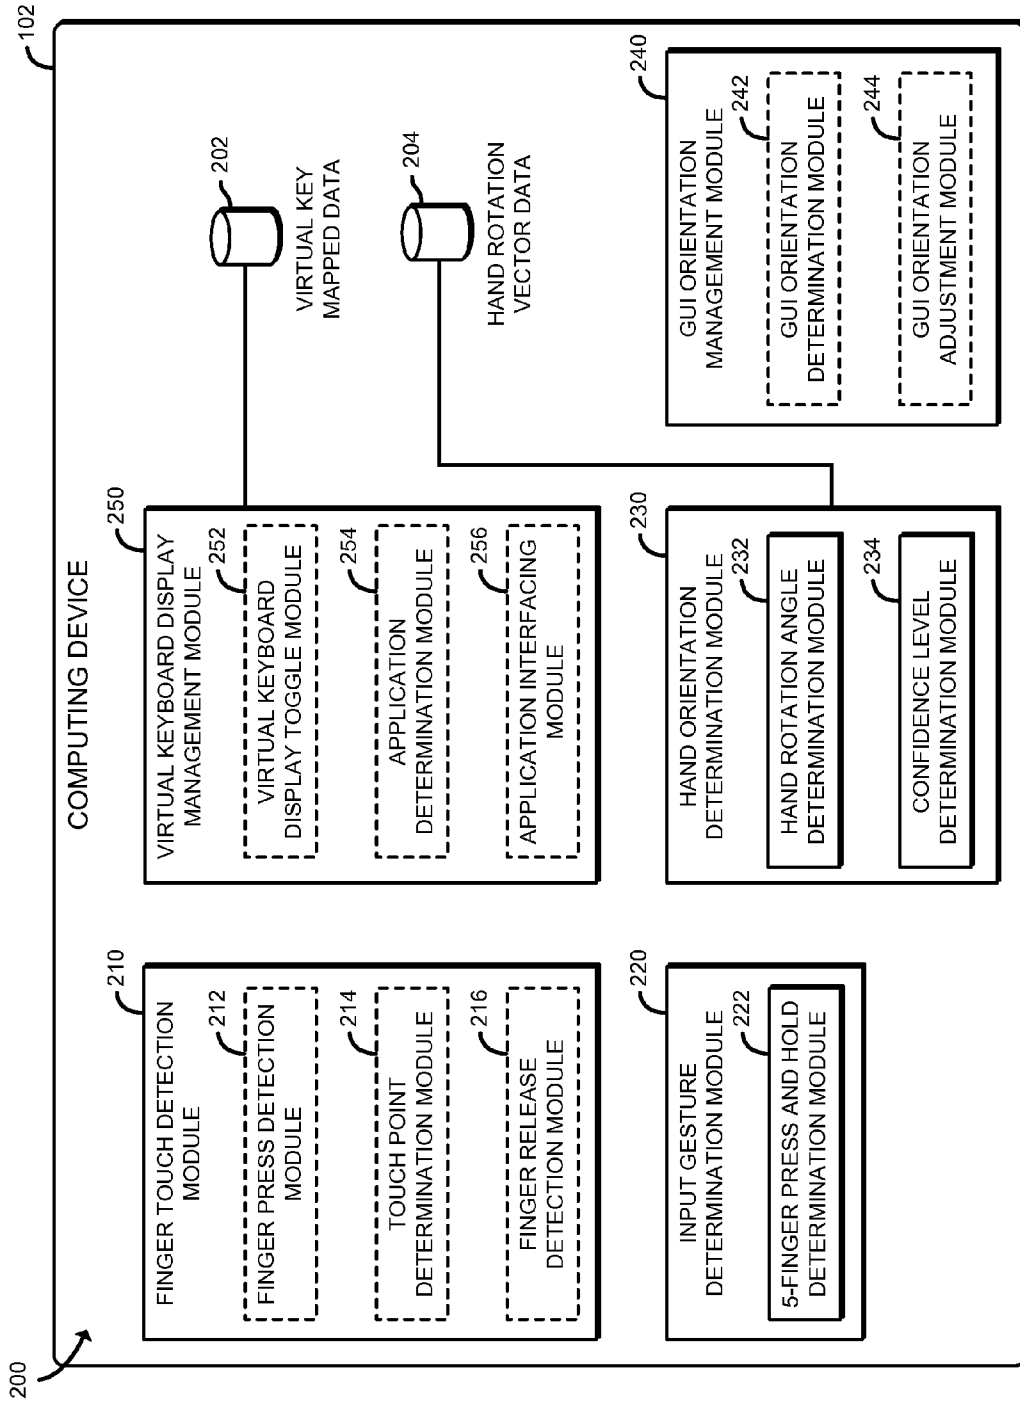 200
102
COMPUTING DEVICE
210
FINGER TOUCH DETECTION
MODULE
212
FINGER PRESS DETECTION
MODULE
214
TOUCH POINT
DETERMINATION MODULE
216
FINGER RELEASE
DETECTION MODULE
250
VIRTUAL KEYBOARD DISPLAY
MANAGEMENT MODULE
252
VIRTUAL KEYBOARD
DISPLAY TOGGLE MODULE
254
APPLICATION
DETERMINATION MODULE
256
APPLICATION INTERFACING
MODULE
202
VIRTUAL KEY
MAPPED DATA
204
HAND ROTATION
VECTOR DATA
220
INPUT GESTURE
DETERMINATION MODULE
222
5-FINGER PRESS AND HOLD
DETERMINATION MODULE
230
HAND ORIENTATION
DETERMINATION MODULE
232
HAND ROTATION ANGLE
DETERMINATION MODULE
234
CONFIDENCE LEVEL
DETERMINATION MODULE
240
GUI ORIENTATION
MANAGEMENT MODULE
242
GUI ORIENTATION
DETERMINATION MODULE
244
GUI ORIENTATION
ADJUSTMENT MODULE